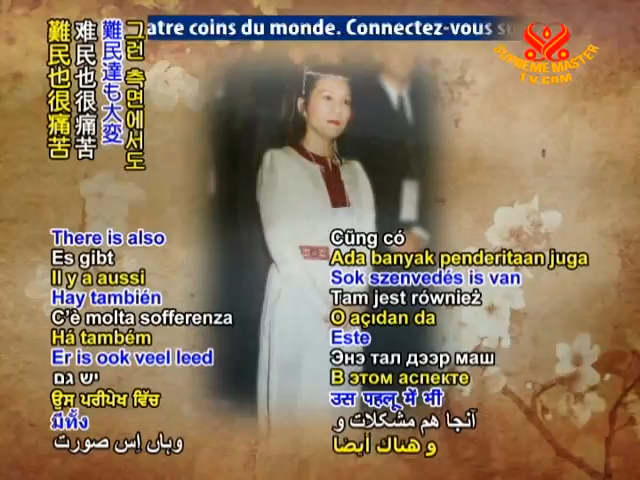 atre coins du monde. Connectez-vous su
SUPREME MASTER
TV.COM
그런 측면에서도
難民達も大変
难民也很痛苦
難民也很痛苦
There is also
Es gibt
Il y a aussi
Hay también
C'è molta sofferenza
Há também
Er is ook veel leed
יש גם
ਉਸ ਪਰੀਪੇਖ ਵਿੱਚ
มีทั้ง
وہاں اِس صورت
Cũng có
Ada banyak penderitaan juga
Sok szenvedés is van
Tam jest również
O açıdan da
Este
Энэ тал дээр маш
В этом аспекте
उस पहलू में भी
آنجا هم مشکلات و
و هناك أيضا